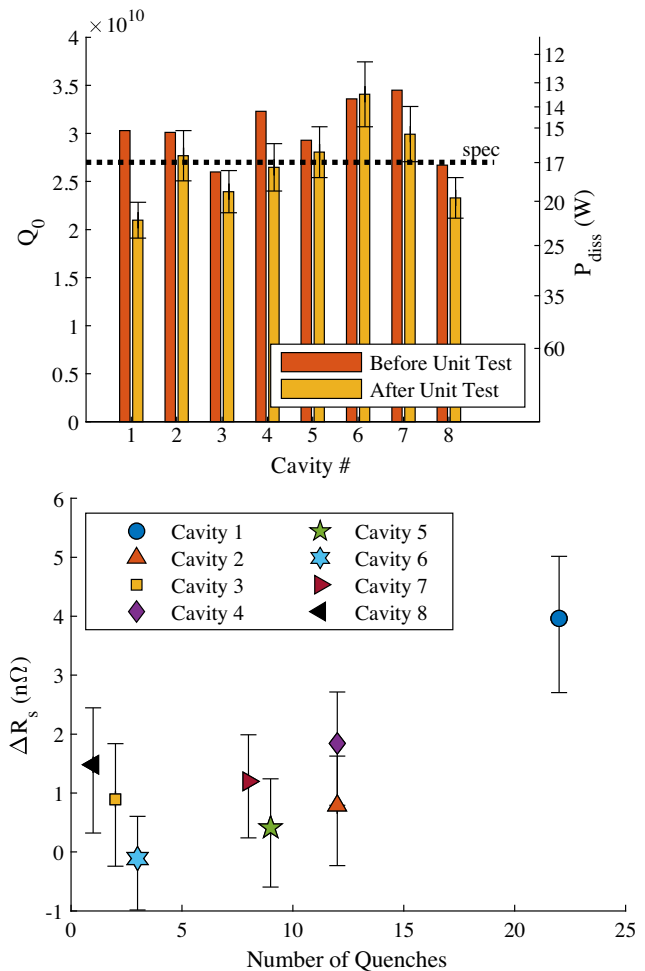 ×10^10
4
3.5
3
2.5
2
1.5
1
0.5
0
Q_0
12
13
14
15
17
20
25
35
60
P_diss (W)
spec
Before Unit Test
After Unit Test
1 2 3 4 5 6 7 8
Cavity #
6
5
4
3
2
1
0
-1
ΔR_s (nΩ)
Cavity 1
Cavity 2
Cavity 3
Cavity 4
Cavity 5
Cavity 6
Cavity 7
Cavity 8
0 5 10 15 20 25
Number of Quenches